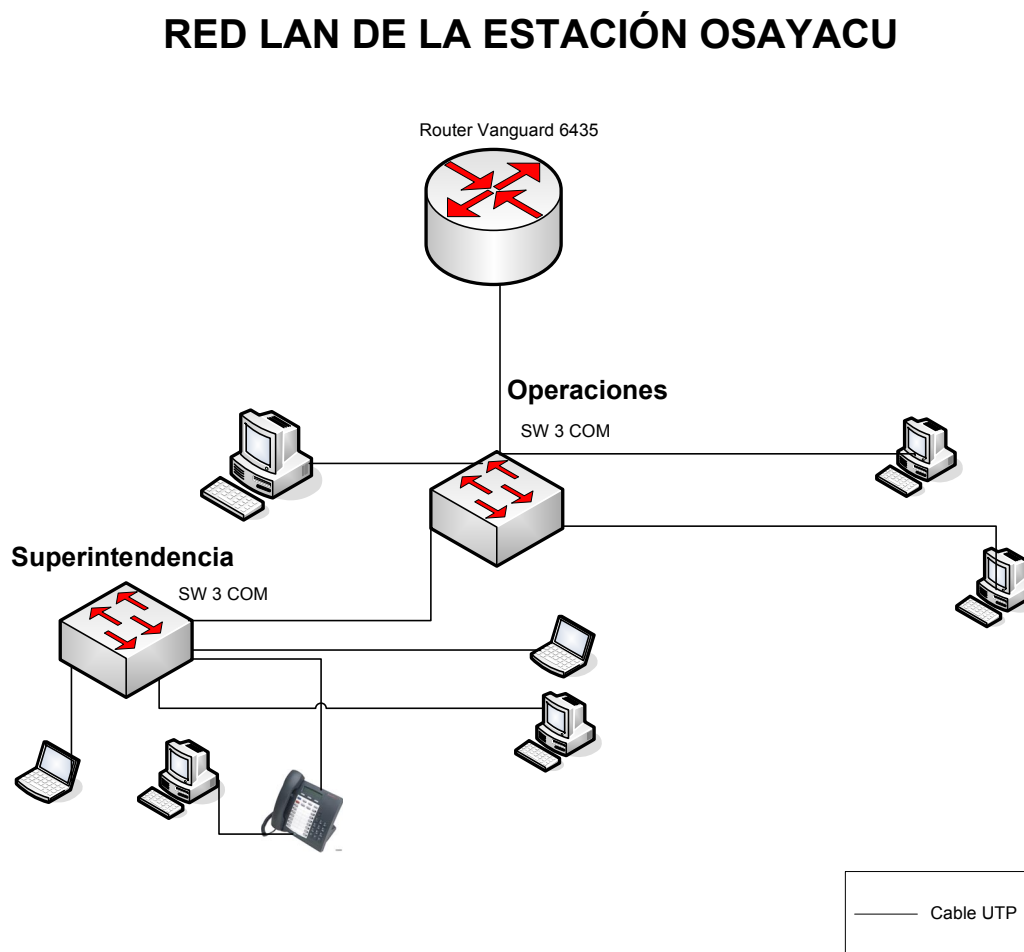 RED LAN DE LA ESTACIÓN OSAYACU
Router Vanguard 6435
Operaciones
SW 3 COM
Superintendencia
SW 3 COM
Cable UTP